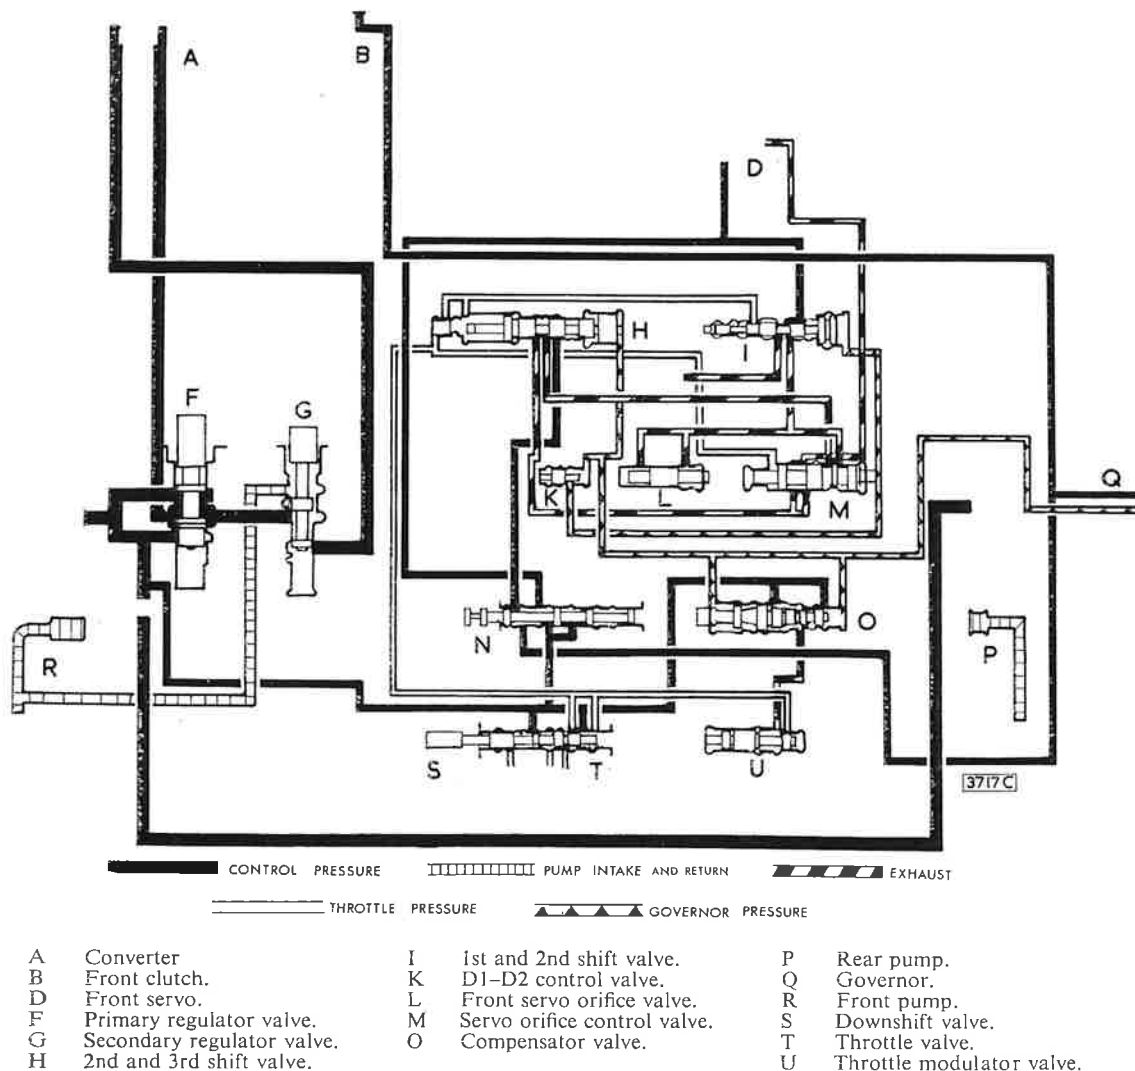 A
B
D
H
I
F
G
K
L
M
Q
N
O
R
P
S
T
U
3717C
CONTROL PRESSURE
PUMP INTAKE AND RETURN
EXHAUST
THROTTLE PRESSURE
GOVERNOR PRESSURE
A Converter
B Front clutch.
D Front servo.
F Primary regulator valve.
G Secondary regulator valve.
H 2nd and 3rd shift valve.
I 1st and 2nd shift valve.
K D1–D2 control valve.
L Front servo orifice valve.
M Servo orifice control valve.
O Compensator valve.
P Rear pump.
Q Governor.
R Front pump.
S Downshift valve.
T Throttle valve.
U Throttle modulator valve.